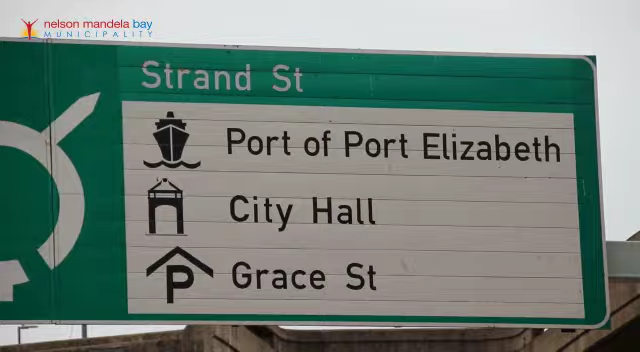 nelson mandela bay
MUNICIPALITY
Strand St
Port of Port Elizabeth
City Hall
P Grace St